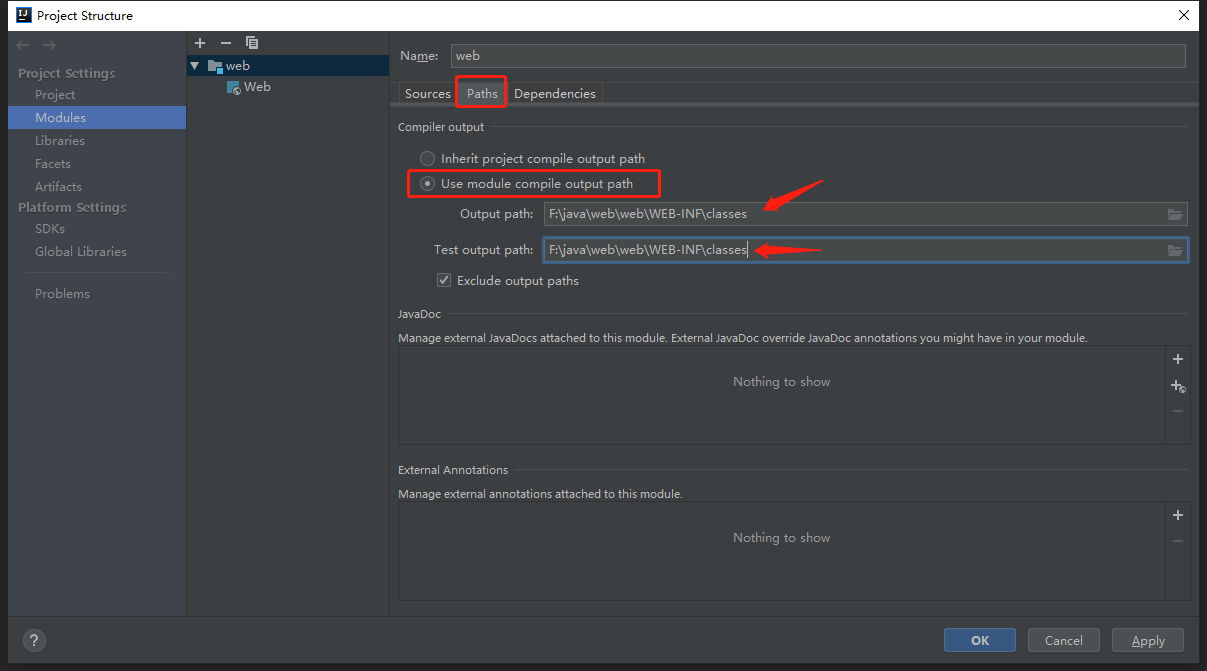 Project Structure
Project Settings
Project
Modules
Libraries
Facets
Artifacts
Platform Settings
SDKs
Global Libraries
Problems
web
Web
Name: web
Sources Paths Dependencies
Compiler output
Inherit project compile output path
Use module compile output path
Output path: F:\java\web\web\WEB-INF\classes
Test output path: F:\java\web\web\WEB-INF\classes
Exclude output paths
JavaDoc
Manage external JavaDocs attached to this module. External JavaDoc override JavaDoc annotations you might have in your module.
Nothing to show
External Annotations
Manage external annotations attached to this module.
Nothing to show
? OK Cancel Apply